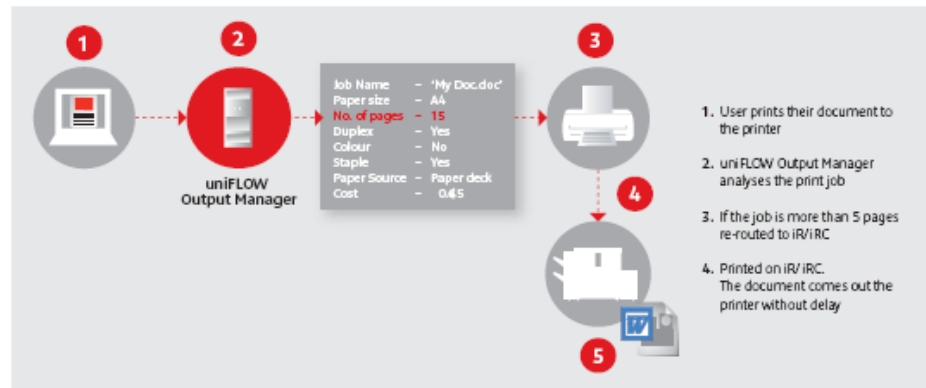 1
2
3
Job Name – 'My Doc.doc'
Paper size – A4
No. of pages – 15
Duplex – Yes
Colour – No
Staple – Yes
Paper Source – Paper deck
Cost –
uniFLOW
Output Manager
4
5
W
1. User prints their document to
the printer
2. uniFLOW Output Manager
analyses the print job
3. If the job is more than 5 pages
re-routed to iR/iRC
4. Printed on iR/iRC.
The document comes out the
printer without delay